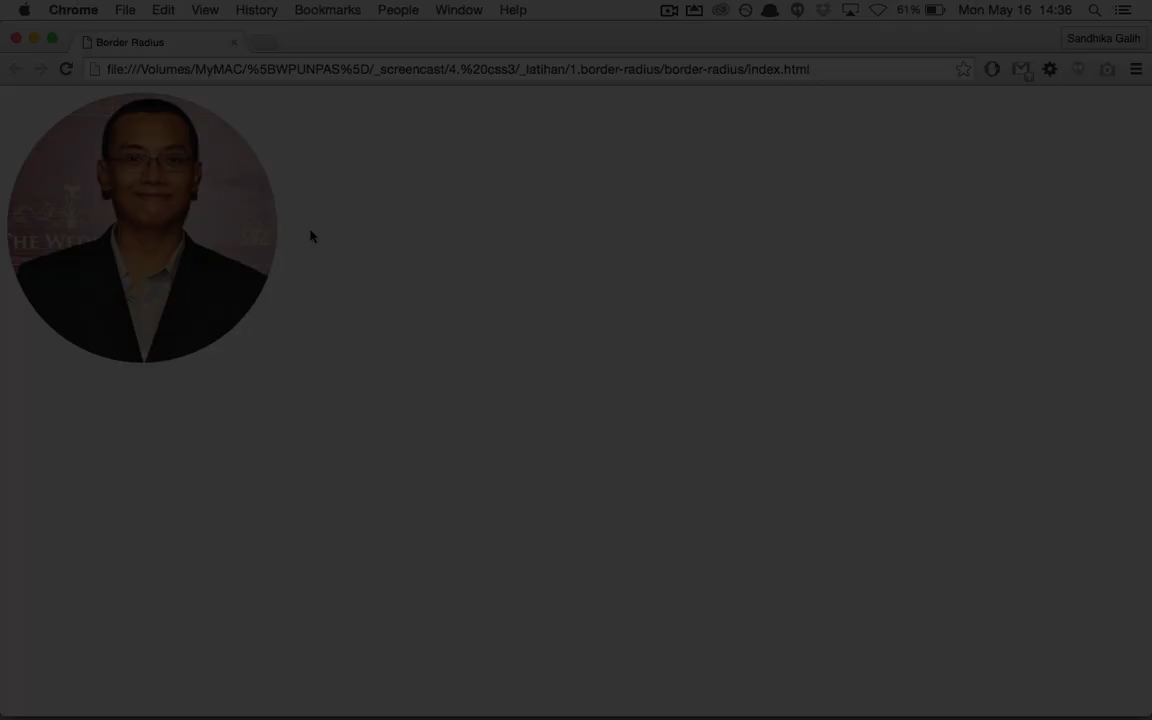 Chrome File Edit View History Bookmarks People Window Help 61% Mon May 16 14:36
Border Radius Sandhika Galih
file:///Volumes/MyMAC/%5BWPUNPAS%5D/_screencast/4.%20css3/_latihan/1.border-radius/border-radius/index.html
THE WE